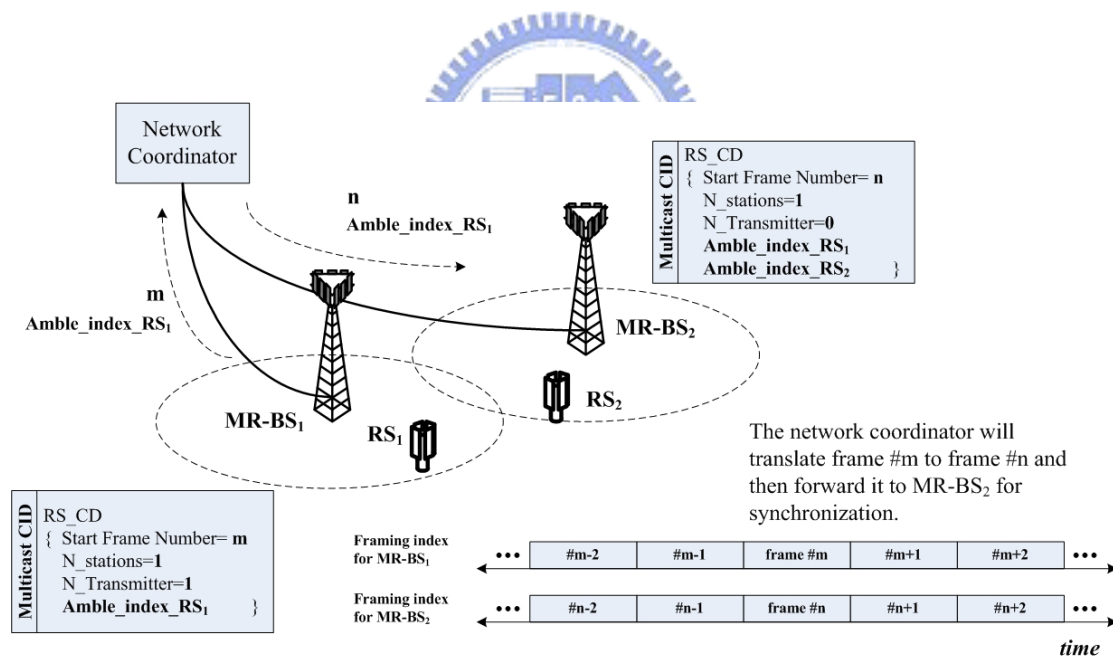 Network
Coordinator
n
Amble_index_RS₁
m
Amble_index_RS₁
Multicast CID
RS_CD
{ Start Frame Number= n
N_stations=1
N_Transmitter=0
Amble_index_RS₁
Amble_index_RS₂ }
MR-BS₂
RS₂
MR-BS₁
RS₁
The network coordinator will
translate frame #m to frame #n and
then forward it to MR-BS₂ for
synchronization.
Multicast CID
RS_CD
{ Start Frame Number= m
N_stations=1
N_Transmitter=1
Amble_index_RS₁ }
Framing index
for MR-BS₁
••• #m-2 #m-1 frame #m #m+1 #m+2 •••
Framing index
for MR-BS₂
••• #n-2 #n-1 frame #n #n+1 #n+2 •••
time